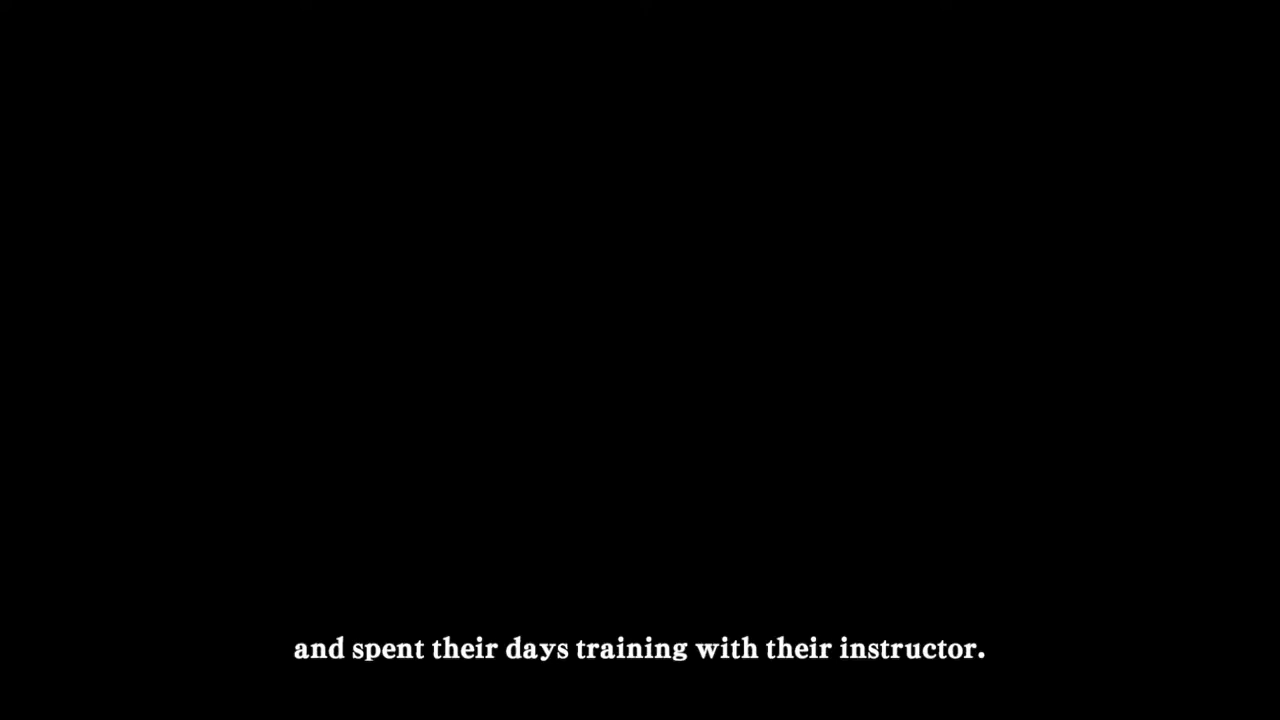 and spent their days training with their instructor.